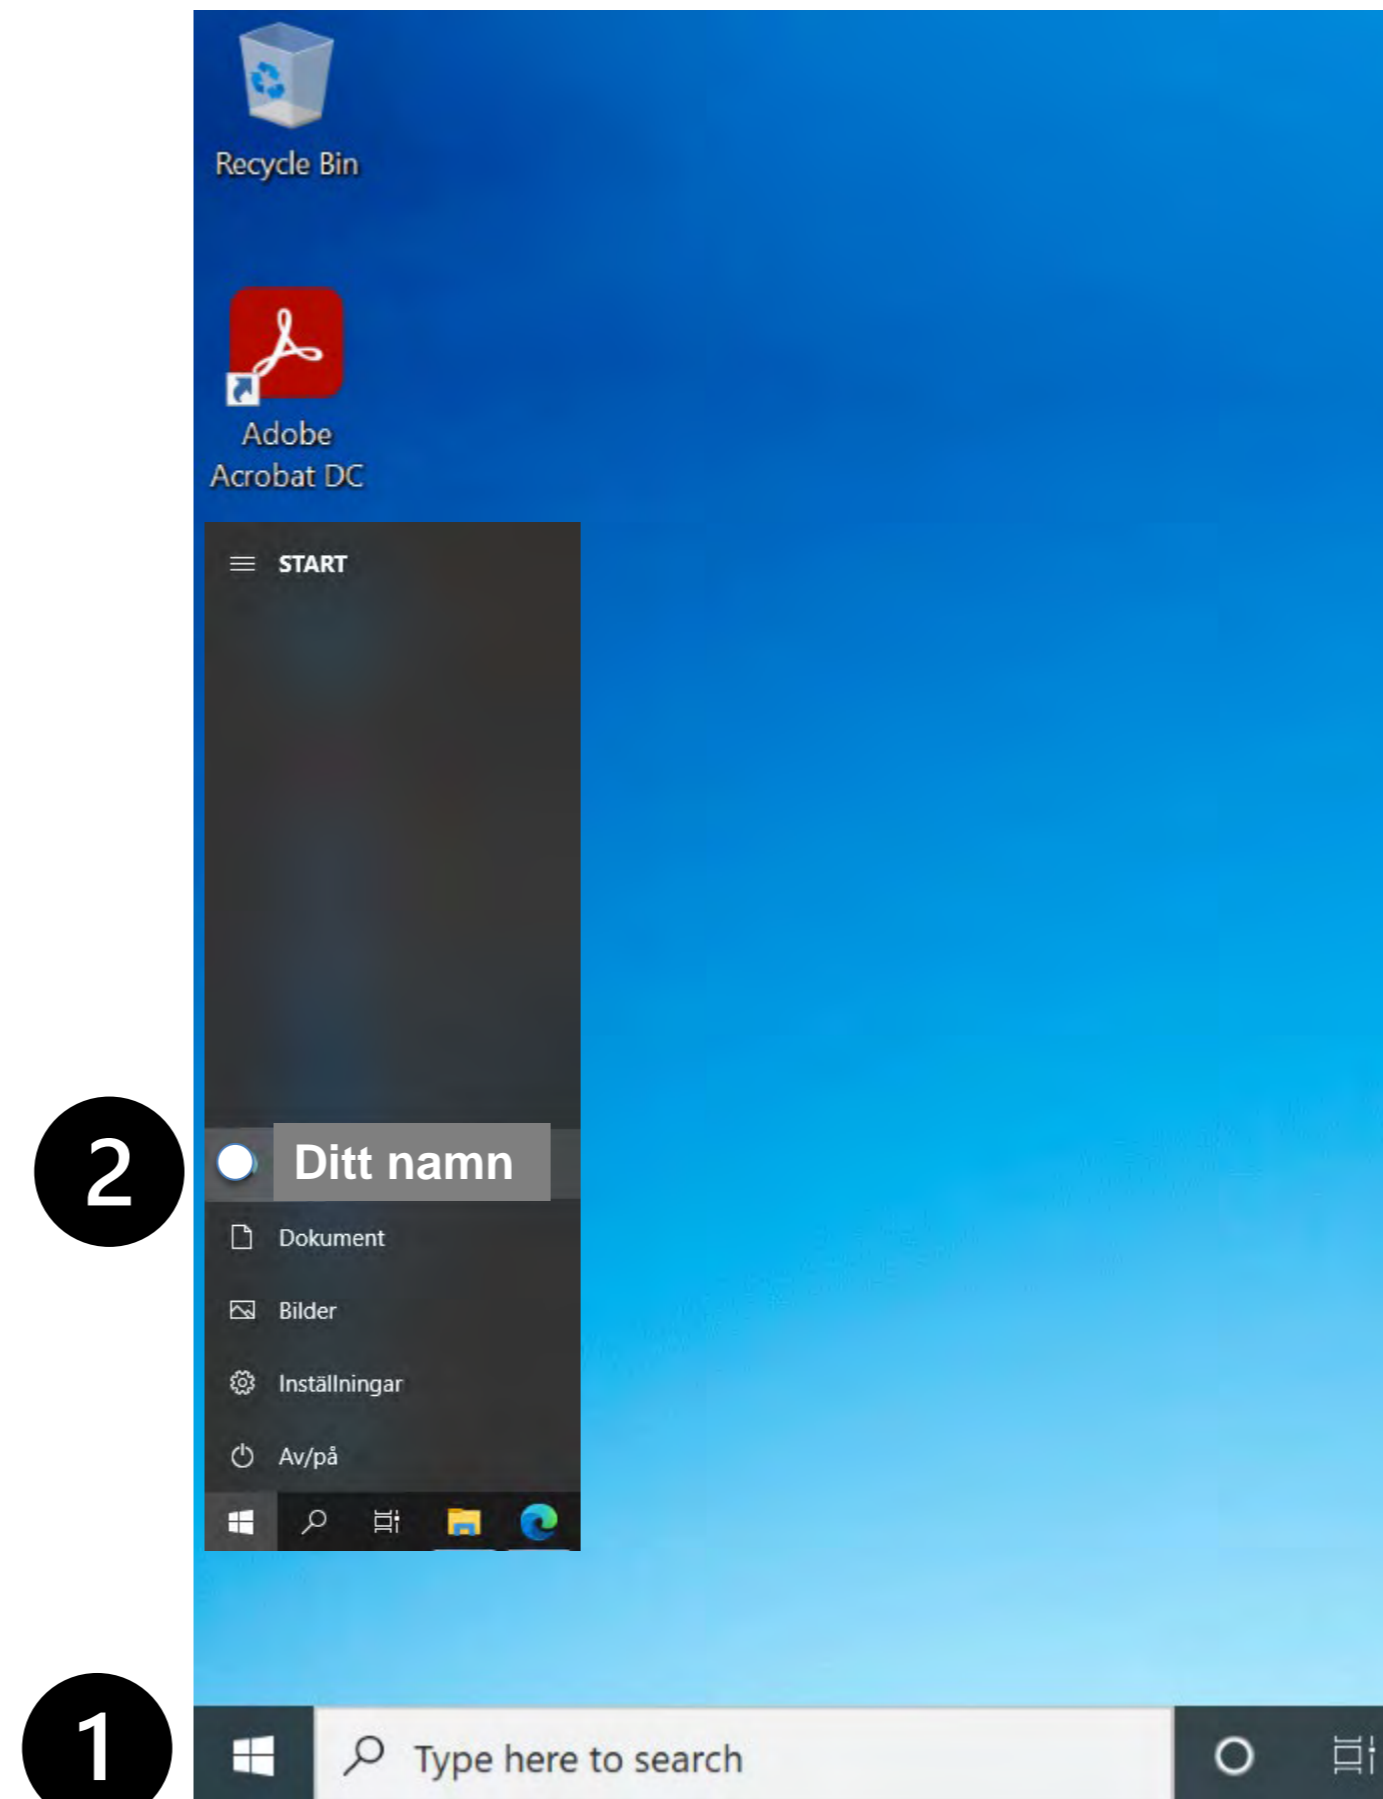 Recycle Bin
Adobe
Acrobat DC
START
2
Ditt namn
Dokument
Bilder
Inställningar
Av/på
1
Type here to search